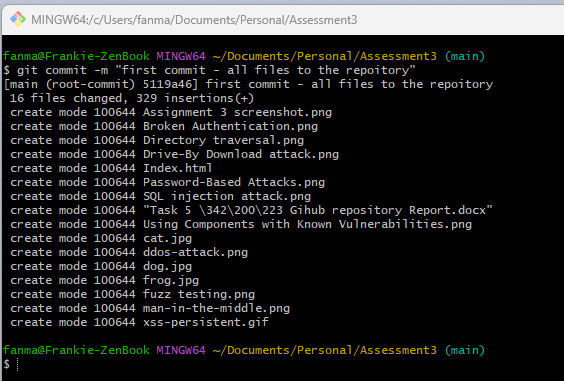 MINGW64:/c/Users/fanma/Documents/Personal/Assessment3
fanma@Frankie-ZenBook MINGW64 ~/Documents/Personal/Assessment3 (main)
$ git commit -m "first commit - all files to the repoitory"
[main (root-commit) 5119a46] first commit - all files to the repoitory
 16 files changed, 329 insertions(+)
 create mode 100644 Assignment 3 screenshot.png
 create mode 100644 Broken Authentication.png
 create mode 100644 Directory traversal.png
 create mode 100644 Drive-By Download attack.png
 create mode 100644 Index.html
 create mode 100644 Password-Based Attacks.png
 create mode 100644 SQL injection attack.png
 create mode 100644 "Task 5 \342\200\223 Gihub repository Report.docx"
 create mode 100644 Using Components with Known Vulnerabilities.png
 create mode 100644 cat.jpg
 create mode 100644 ddos-attack.png
 create mode 100644 dog.jpg
 create mode 100644 frog.jpg
 create mode 100644 fuzz testing.png
 create mode 100644 man-in-the-middle.png
 create mode 100644 xss-persistent.gif
fanma@Frankie-ZenBook MINGW64 ~/Documents/Personal/Assessment3 (main)
$